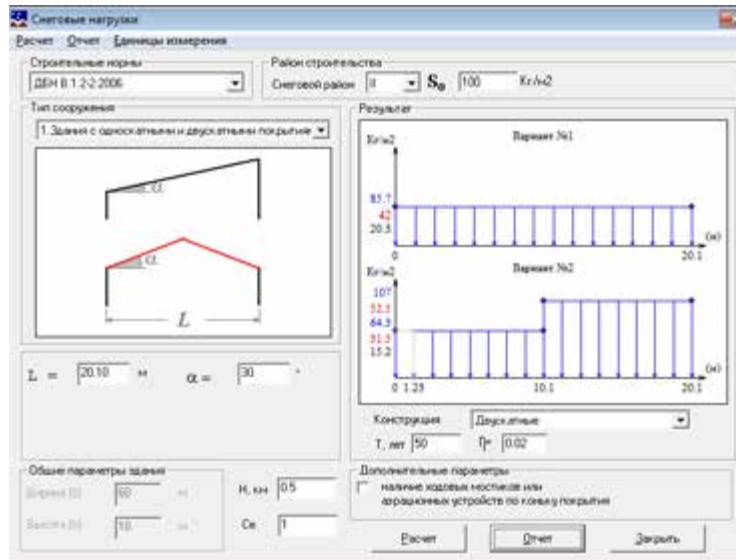 Снеговые нагрузки
Расчет Отчет Единицы измерения
Строительные нормы
ДБН В.1.2-2:2006
Район строительства
Снеговой район II S₀ 100 Кг/м2
Тип сооружения
1. Здания с односкатными и двускатными покрытиям
α
α
L
L = 20.10 м α = 30 °
Общие параметры здания
Ширина (b) 60 м
Высота (h) 10 м
H, км 0.5
Ce 1
Результат
Кг/м2 Вариант №1
85.7
42
20.3
0 20.1 (м)
Кг/м2 Вариант №2
107
52.5
64.3
31.5
15.2
0 1.23 10.1 20.1 (м)
Конструкция Двускатные
T, лет 50 η= 0.02
Дополнительные параметры
наличие ходовых мостиков или
аэрационных устройств по коньку покрытия
Расчет Отчет Закрыть